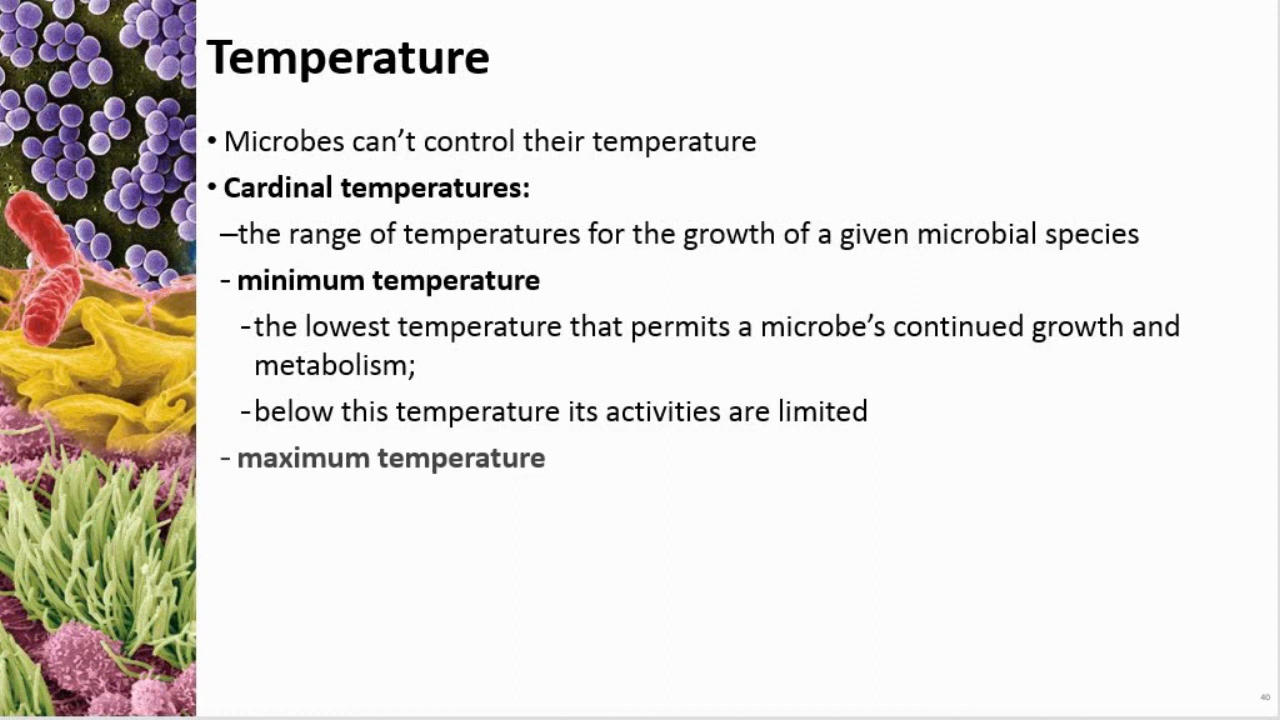 Temperature
• Microbes can’t control their temperature
• Cardinal temperatures:
–the range of temperatures for the growth of a given microbial species
- minimum temperature
-the lowest temperature that permits a microbe’s continued growth and
metabolism;
-below this temperature its activities are limited
- maximum temperature
40